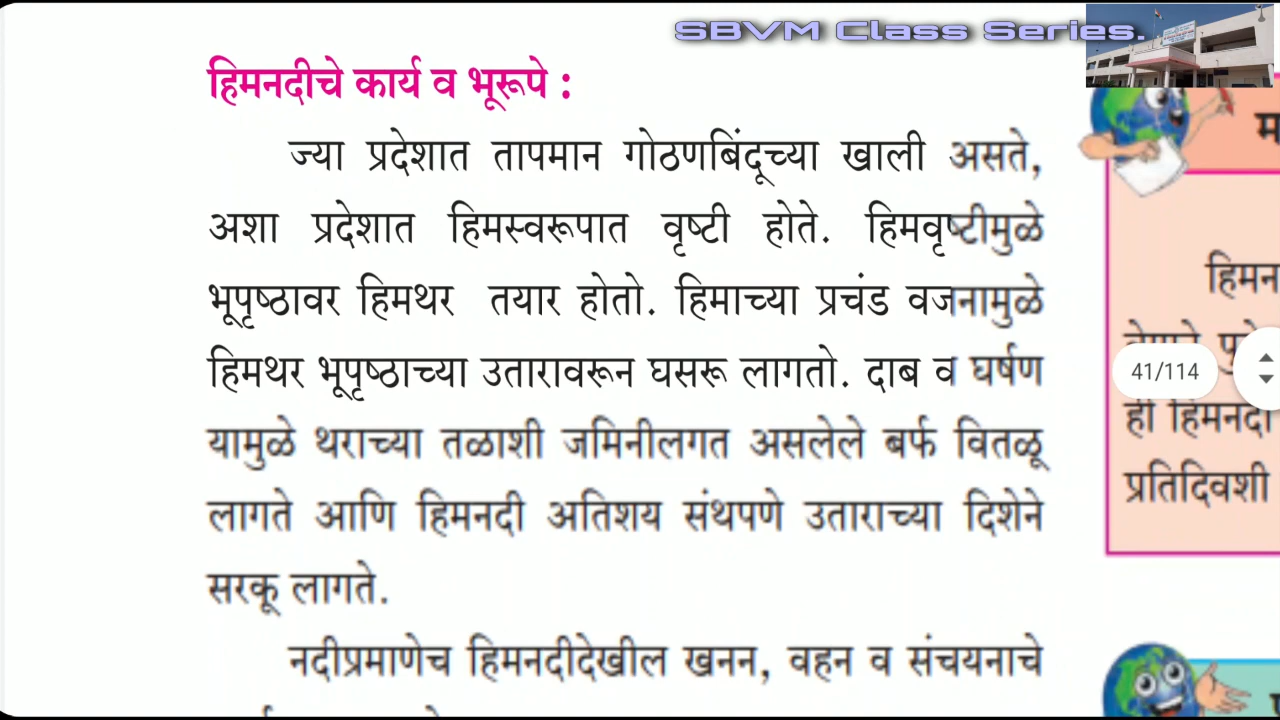 SBVM Class Series.
हिमनदीचे कार्य व भूरूपे :
ज्या प्रदेशात तापमान गोठणबिंदूच्या खाली असते,
अशा प्रदेशात हिमस्वरूपात वृष्टी होते. हिमवृष्टीमुळे
भूपृष्ठावर हिमथर तयार होतो. हिमाच्या प्रचंड वजनामुळे
हिमथर भूपृष्ठाच्या उतारावरून घसरू लागतो. दाब व घर्षण
यामुळे थराच्या तळाशी जमिनीलगत असलेले बर्फ वितळू
लागते आणि हिमनदी अतिशय संथपणे उताराच्या दिशेने
सरकू लागते.
नदीप्रमाणेच हिमनदीदेखील खनन, वहन व संचयनाचे
हिमन
41/114
ही हिमनदी
प्रतिदिवशी